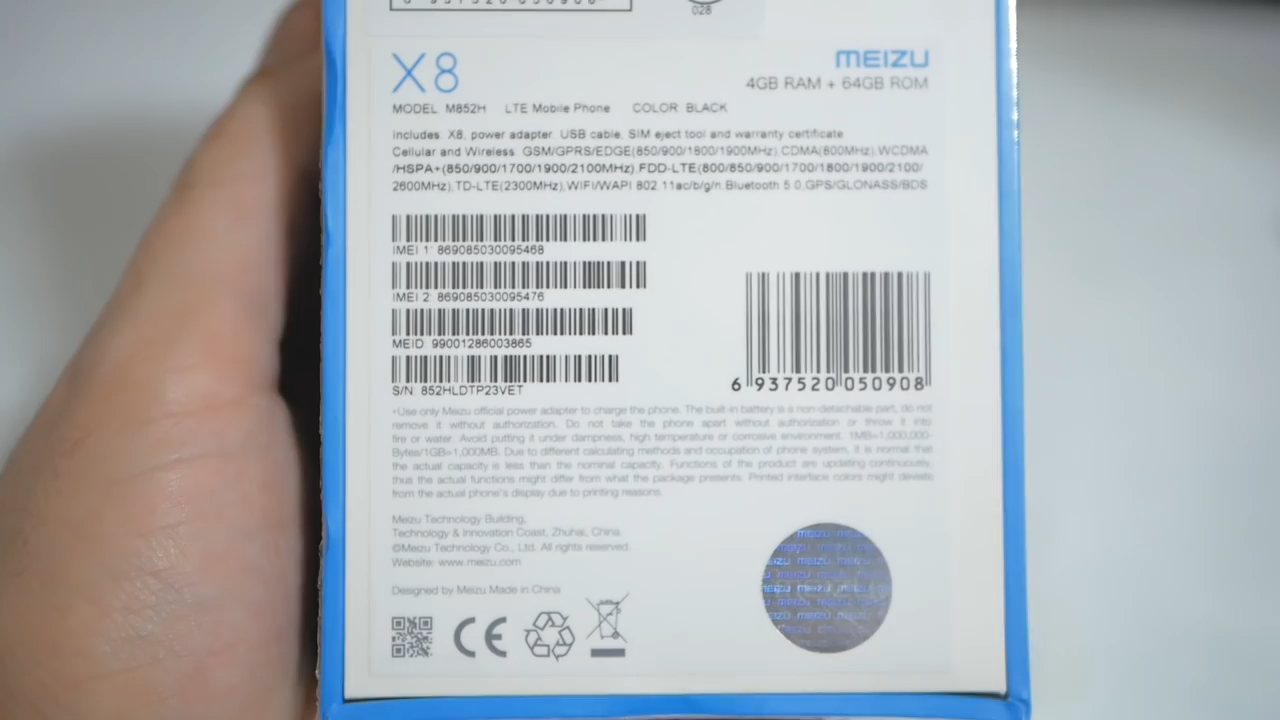 028
X8
MEIZU
4GB RAM + 64GB ROM
MODEL M852H LTE Mobile Phone COLOR BLACK
Includes: X8, power adapter, USB cable, SIM eject tool and warranty certificate
Cellular and Wireless: GSM/GPRS/EDGE(850/900/1800/1900MHz),CDMA(800MHz),WCDMA
/HSPA+(850/900/1700/1900/2100MHz),FDD-LTE(800/850/900/1700/1800/1900/2100/
2600MHz),TD-LTE(2300MHz),WIFI/WAPI 802.11ac/b/g/n,Bluetooth 5.0,GPS/GLONASS/BDS
IMEI 1: 869085030095468
IMEI 2: 869085030095476
MEID: 99001286003865
S/N: 852HLDTP23VET
6 937520 050908
*Use only Meizu official power adapter to charge the phone. The built-in battery is a non-detachable part, do not
remove it without authorization. Do not take the phone apart without authorization or throw it into
fire or water. Avoid putting it under dampness, high temperature or corrosive environment. 1MB=1,000,000-
Bytes/1GB=1,000MB. Due to different calculating methods and occupation of phone system, it is normal that
the actual capacity is less than the nominal capacity. Functions of the product are updating continuously,
thus the actual functions might differ from what the package presents. Printed interface colors might deviate
from the actual phone's display due to printing reasons.
Meizu Technology Building,
Technology & Innovation Coast, Zhuhai, China
©Meizu Technology Co., Ltd. All rights reserved.
Website: www.meizu.com
Designed by Meizu Made in China
CE